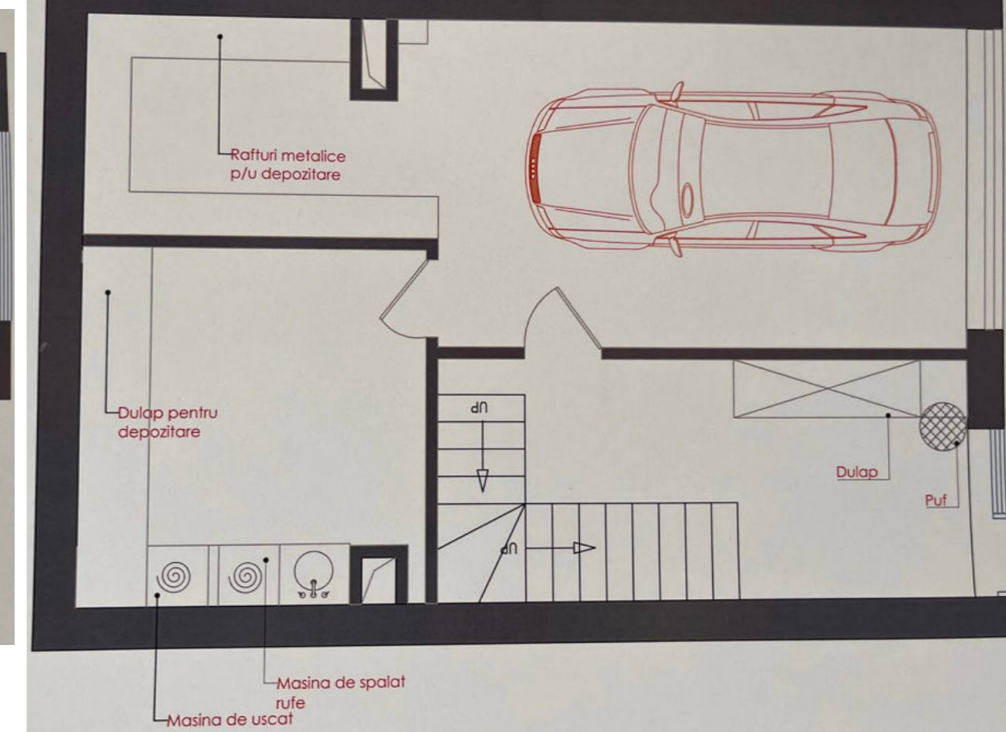 Rafturi metalice
p/u depozitare
Dulap pentru
depozitare
UP
UP
Dulap
Puf
Masina de spalat
rufe
Masina de uscat